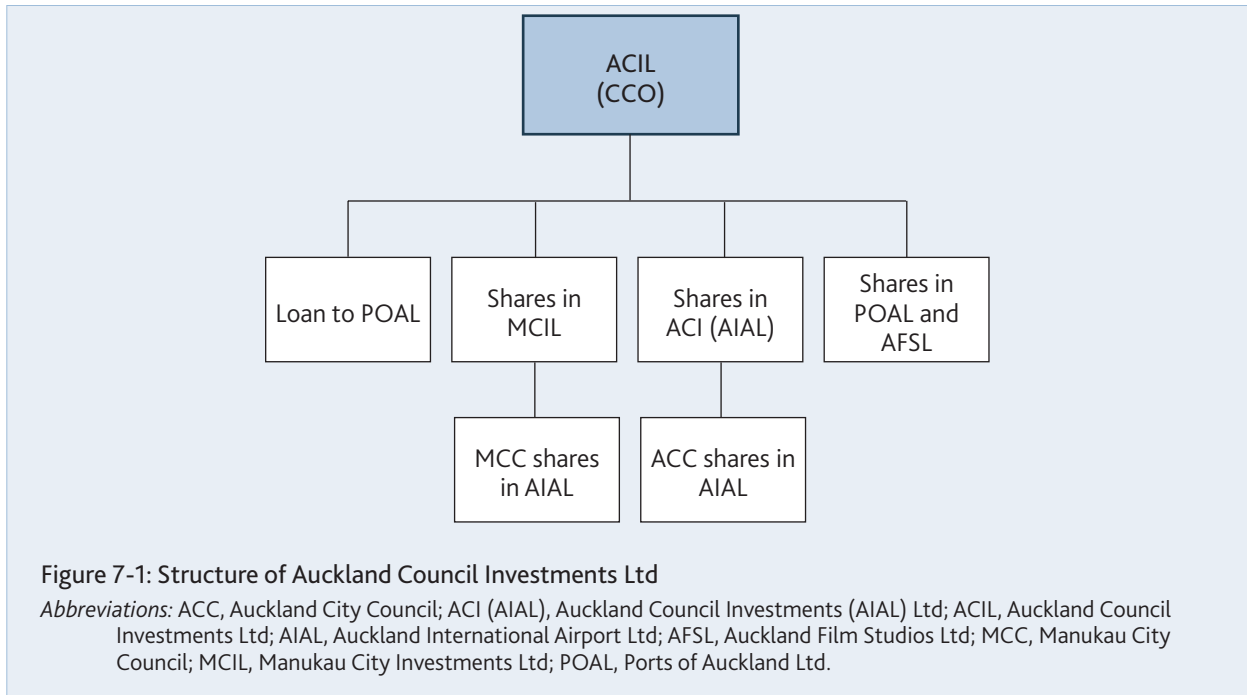 ACIL
(CCO)
Loan to POAL
Shares in
MCIL
Shares in
ACI (AIAL)
Shares in
POAL and
AFSL
MCC shares
in AIAL
ACC shares in
AIAL
Figure 7-1: Structure of Auckland Council Investments Ltd
Abbreviations: ACC, Auckland City Council; ACI (AIAL), Auckland Council Investments (AIAL) Ltd; ACIL, Auckland Council
Investments Ltd; AIAL, Auckland International Airport Ltd; AFSL, Auckland Film Studios Ltd; MCC, Manukau City
Council; MCIL, Manukau City Investments Ltd; POAL, Ports of Auckland Ltd.